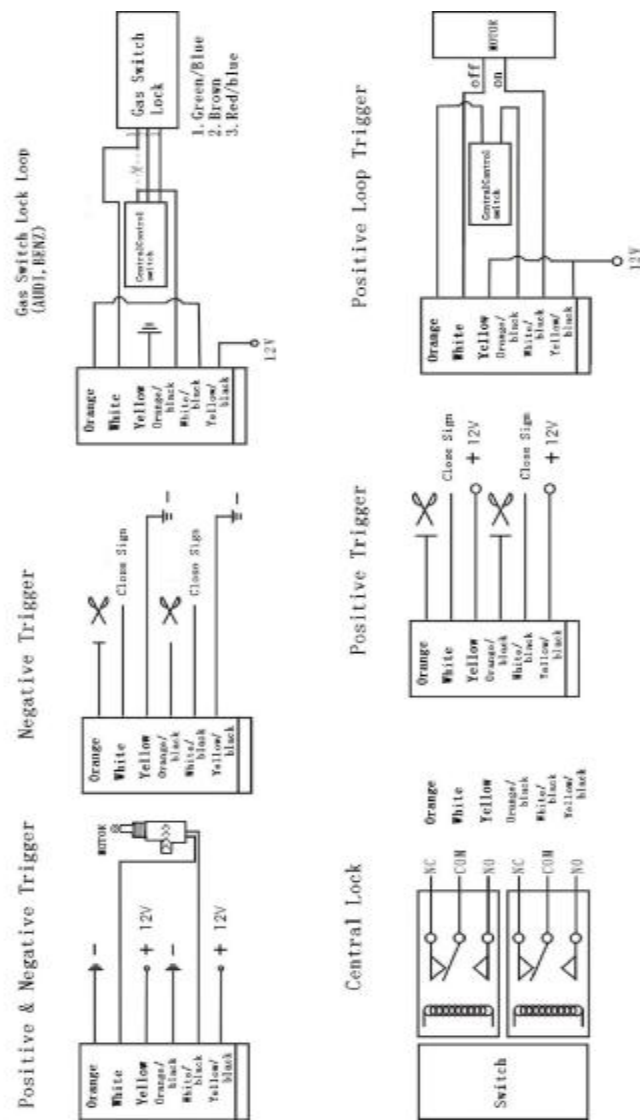 Positive & Negative Trigger
Orange
White
Yellow
Orange/
black
White/
black
Yellow/
black
-
+ 12V
-
+ 12V
MOTOR
Negative Trigger
Orange
White
Yellow
Orange/
black
White/
black
Yellow/
black
Close Sign
-
Close Sign
-
Gas Switch Lock Loop
(AUDI, BENZ)
Orange
White
Yellow
Orange/
black
White/
black
Yellow/
black
CentralControl
switch
12V
Gas Switch
Lock
1. Green/Blue
2. Brown
3. Red/blue
Central Lock
Switch
NC
COM
NO
NC
COM
NO
Orange
White
Yellow
Orange/
black
White/
black
Yellow/
black
Positive Trigger
Orange
White
Yellow
Orange/
black
White/
black
Yellow/
black
Close Sign
+ 12V
Close Sign
+ 12V
Positive Loop Trigger
Orange
White
Yellow
Orange/
black
White/
black
Yellow/
black
CentralControl
switch
off
on
MOTOR
12V